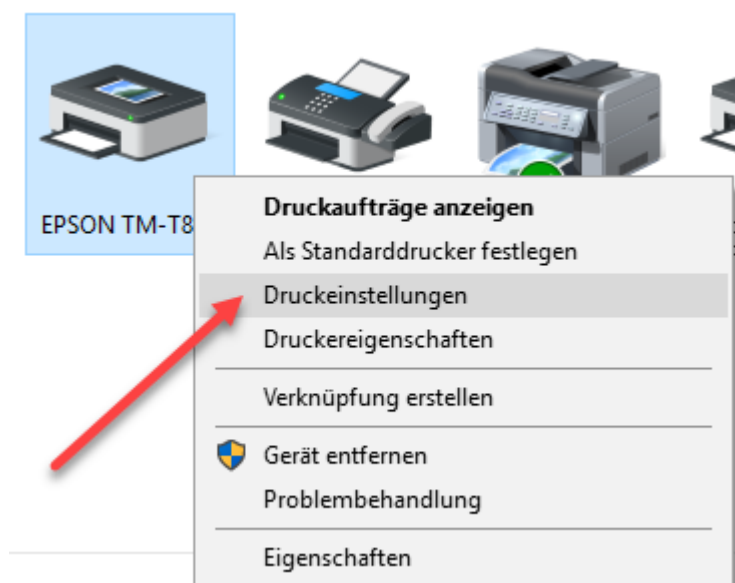 EPSON TM-T8
Druckaufträge anzeigen
Als Standarddrucker festlegen
Druckeinstellungen
Druckereigenschaften
Verknüpfung erstellen
Gerät entfernen
Problembehandlung
Eigenschaften